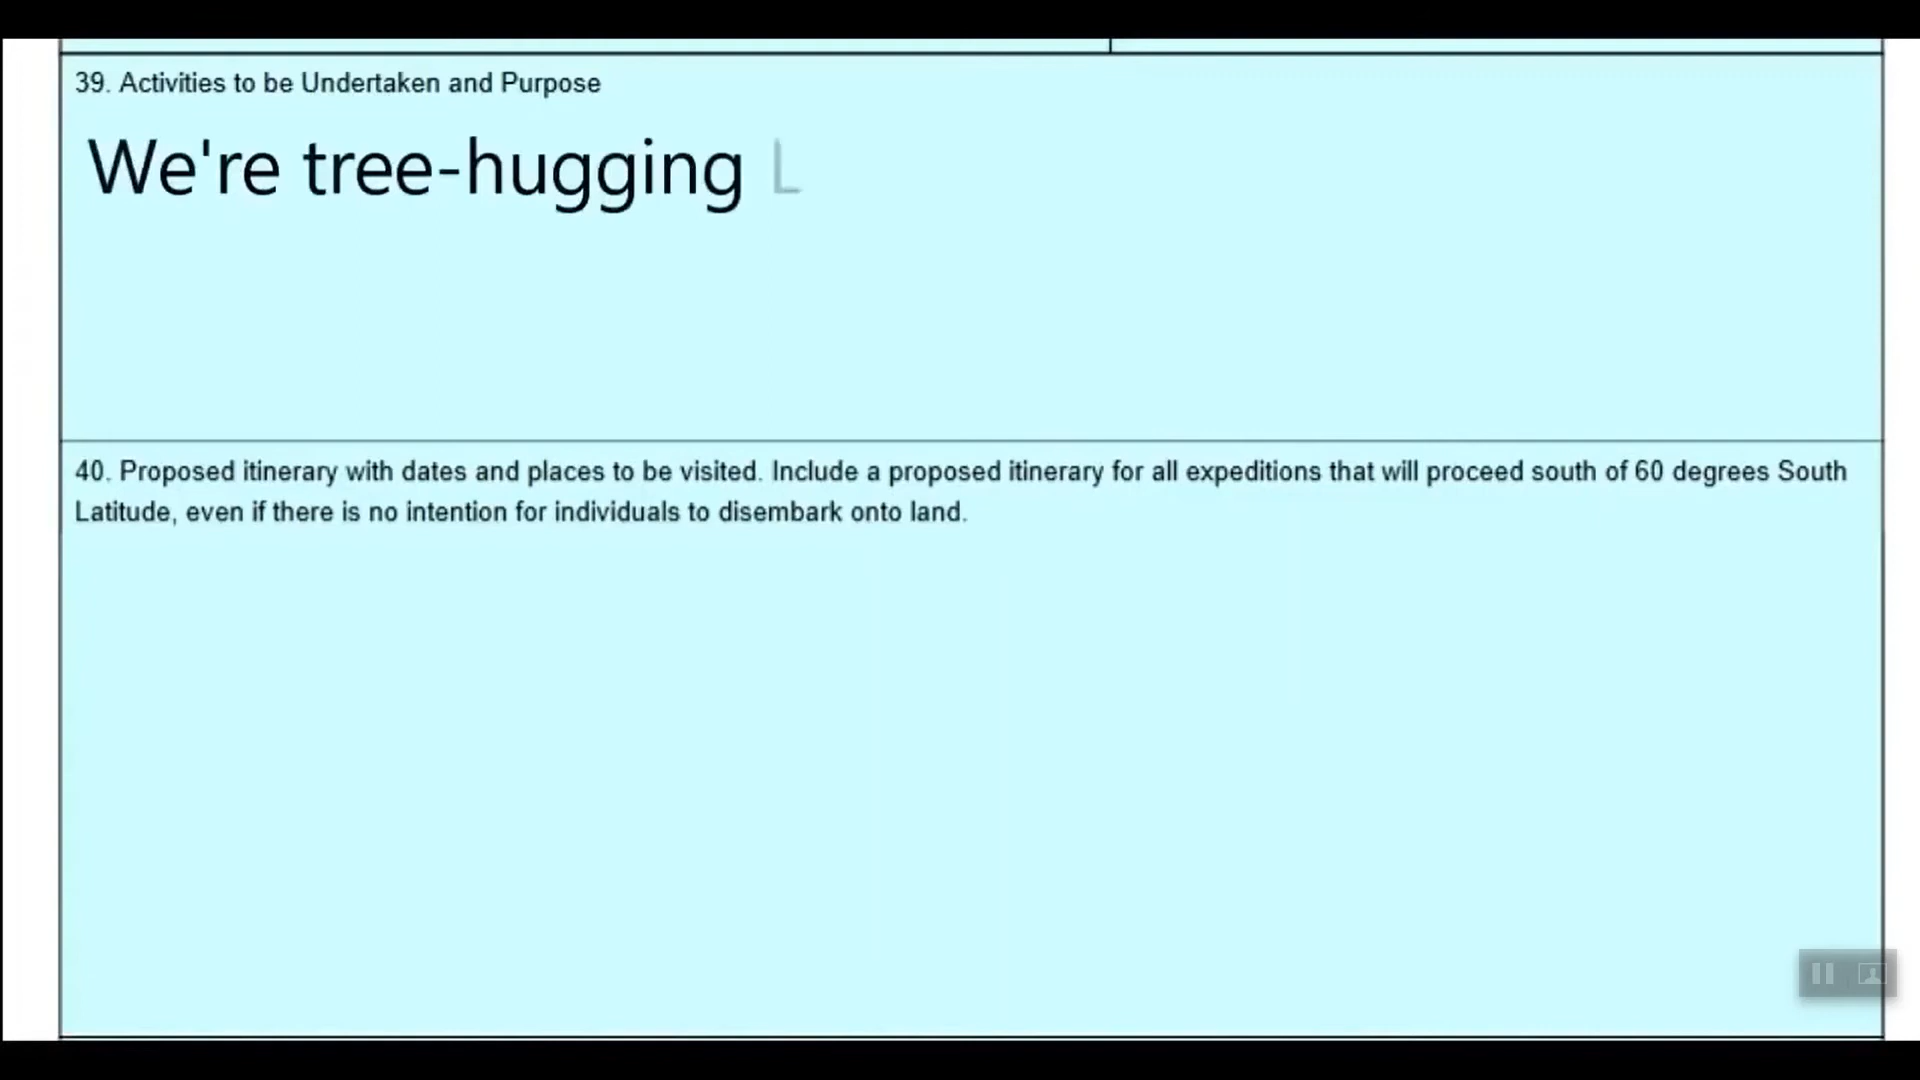 39. Activities to be Undertaken and Purpose
We're tree-hugging L
40. Proposed itinerary with dates and places to be visited. Include a proposed itinerary for all expeditions that will proceed south of 60 degrees South
Latitude, even if there is no intention for individuals to disembark onto land.